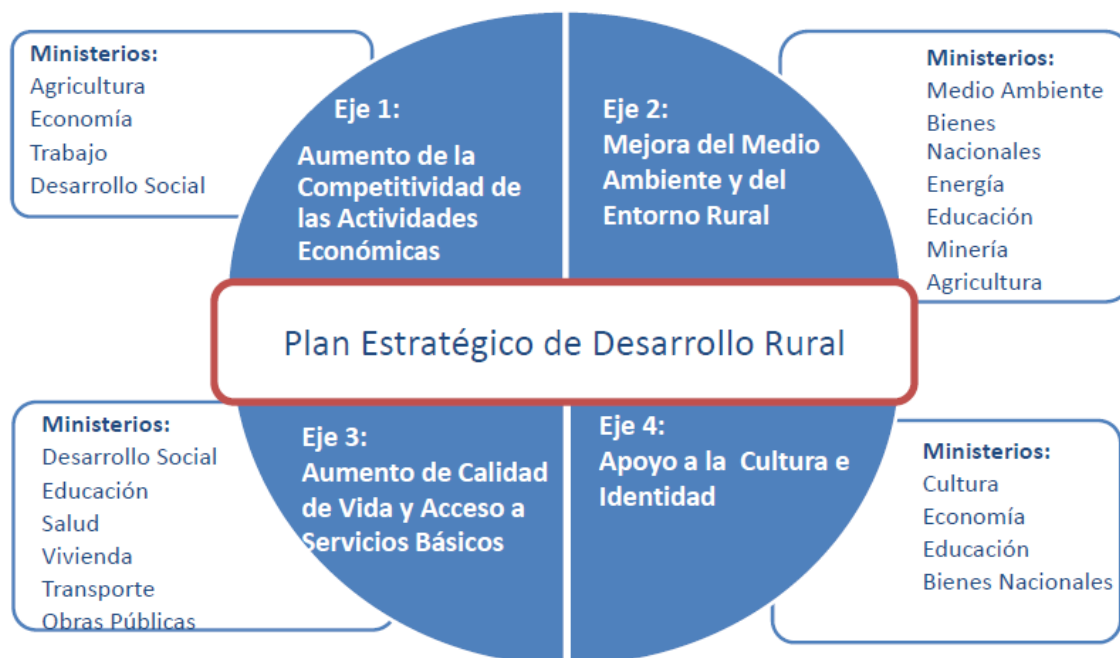 Ministerios:
Agricultura
Economía
Trabajo
Desarrollo Social
Eje 1:
Aumento de la
Competitividad de
las Actividades
Económicas
Eje 2:
Mejora del Medio
Ambiente y del
Entorno Rural
Ministerios:
Medio Ambiente
Bienes
Nacionales
Energía
Educación
Minería
Agricultura
Plan Estratégico de Desarrollo Rural
Ministerios:
Desarrollo Social
Educación
Salud
Vivienda
Transporte
Obras Públicas
Eje 3:
Aumento de Calidad
de Vida y Acceso a
Servicios Básicos
Eje 4:
Apoyo a la Cultura e
Identidad
Ministerios:
Cultura
Economía
Educación
Bienes Nacionales